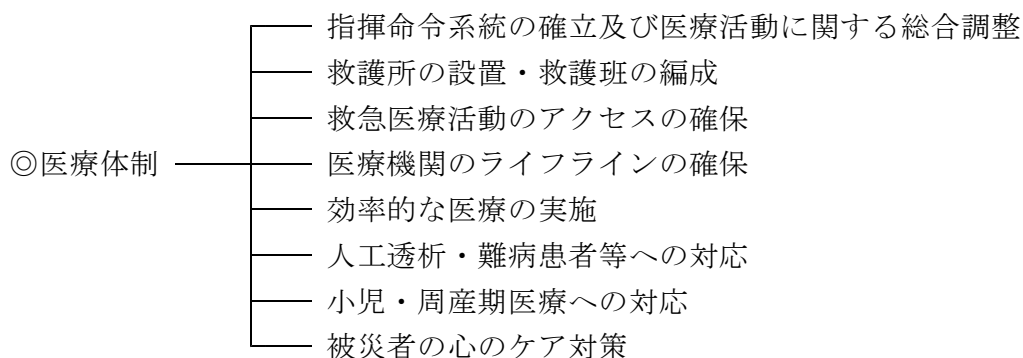 指揮命令系統の確立及び医療活動に関する総合調整
救護所の設置・救護班の編成
救急医療活動のアクセスの確保
◎医療体制
医療機関のライフラインの確保
効率的な医療の実施
人工透析・難病患者等への対応
小児・周産期医療への対応
被災者の心のケア対策